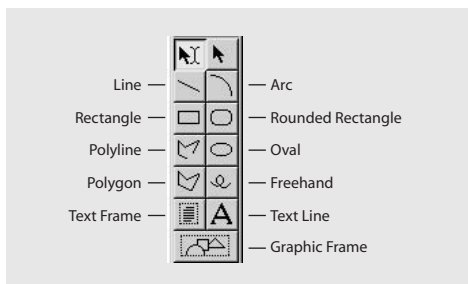 Line Arc
Rectangle Rounded Rectangle
Polyline Oval
Polygon Freehand
Text Frame A Text Line
Graphic Frame